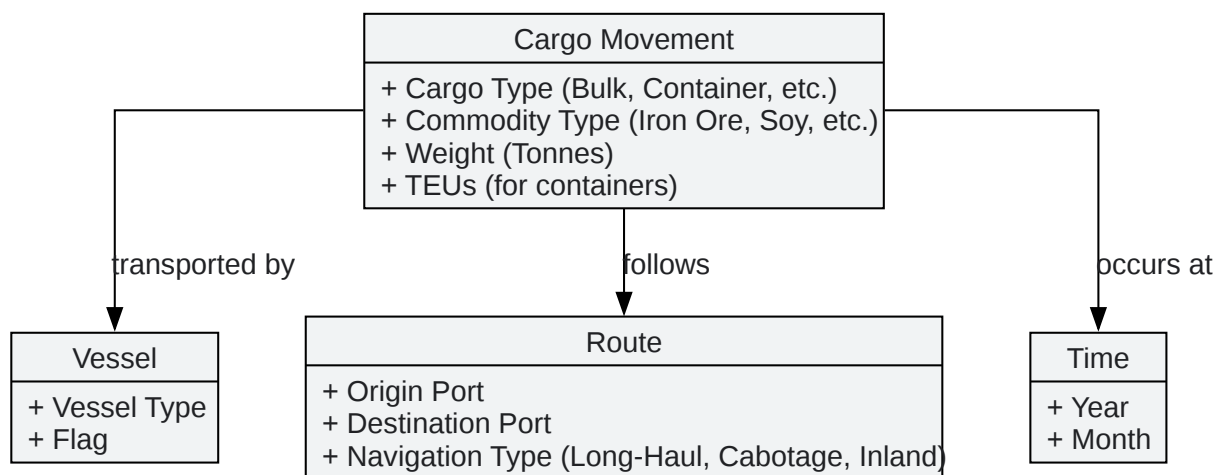 Cargo Movement
+ Cargo Type (Bulk, Container, etc.)
+ Commodity Type (Iron Ore, Soy, etc.)
+ Weight (Tonnes)
+ TEUs (for containers)
transported by
follows
occurs at
Vessel
+ Vessel Type
+ Flag
Route
+ Origin Port
+ Destination Port
+ Navigation Type (Long-Haul, Cabotage, Inland)
Time
+ Year
+ Month